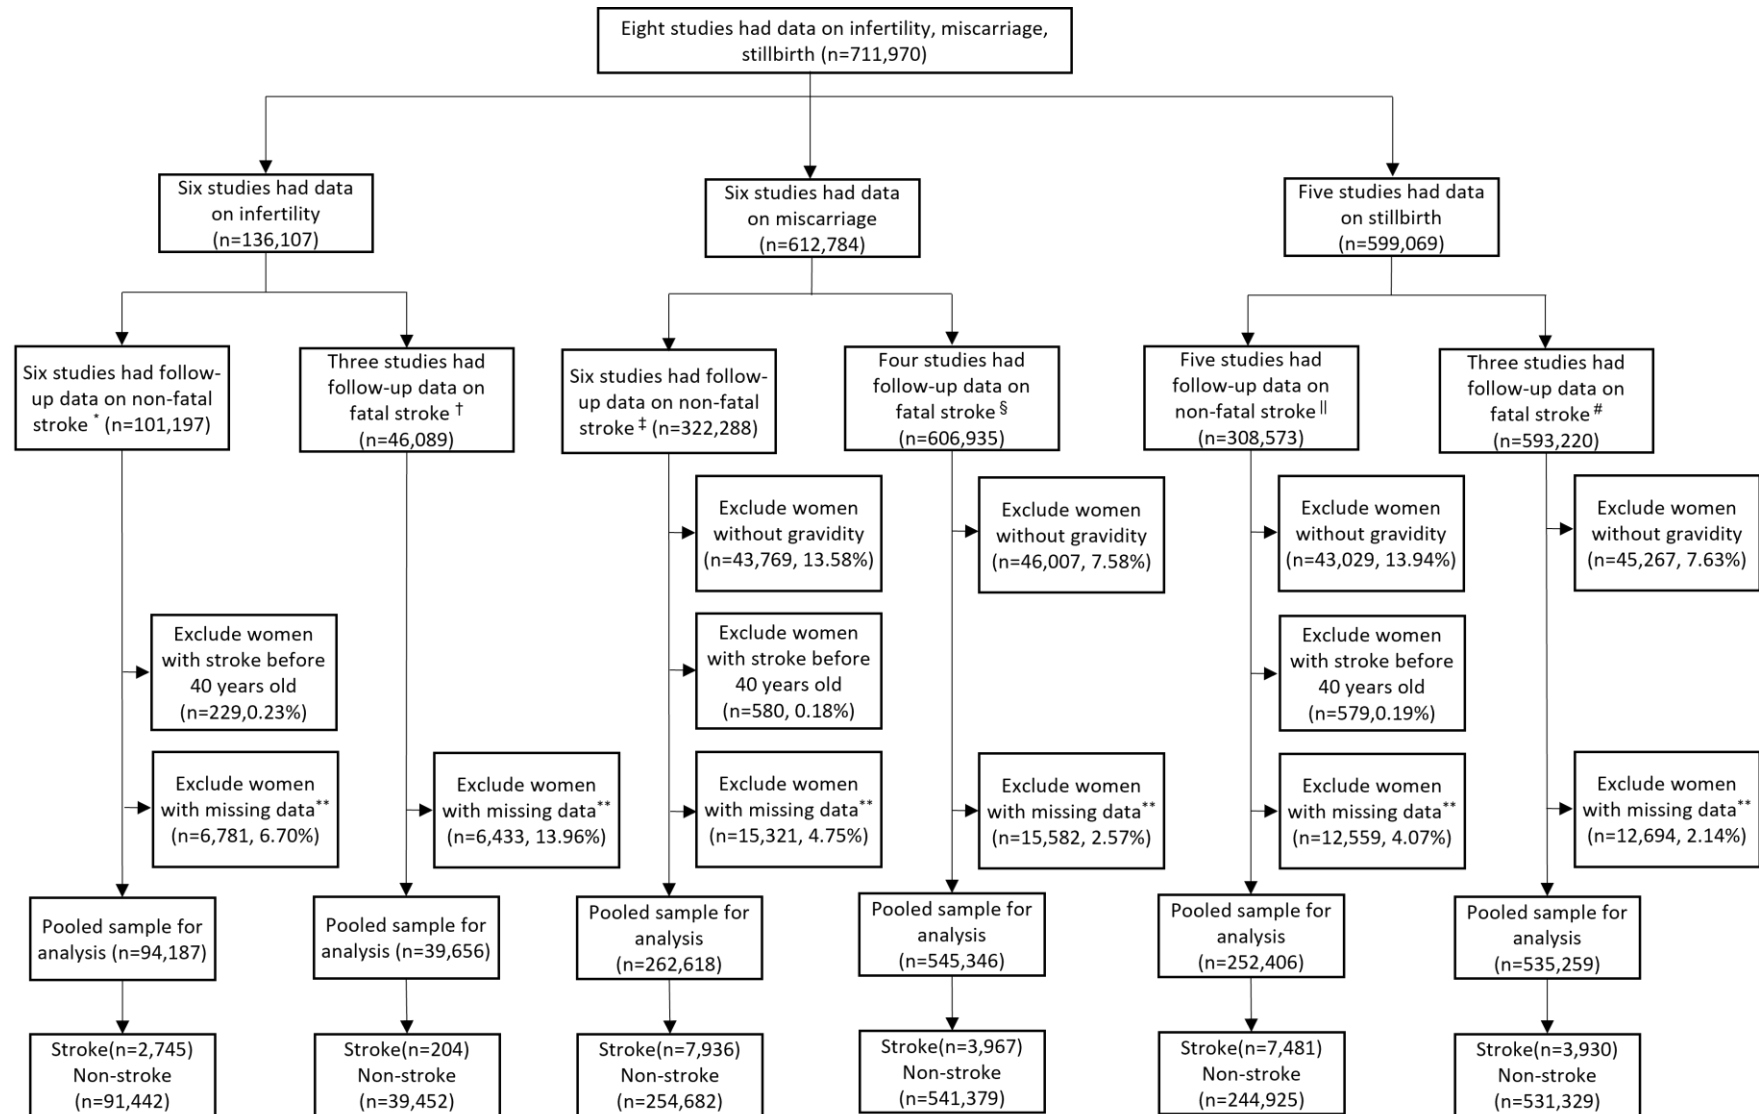 Eight studies had data on infertility, miscarriage,
stillbirth (n=711,970)
Six studies had data
on infertility
(n=136,107)
Six studies had data
on miscarriage
(n=612,784)
Five studies had data
on stillbirth
(n=599,069)
Six studies had follow-
up data on non-fatal
stroke * (n=101,197)
Three studies had
follow-up data on
fatal stroke †
(n=46,089)
Six studies had follow-
up data on non-fatal
stroke ‡ (n=322,288)
Four studies had
follow-up data on
fatal stroke §
(n=606,935)
Five studies had
follow-up data on
non-fatal stroke ||
(n=308,573)
Three studies had
follow-up data on
fatal stroke #
(n=593,220)
Exclude women
without gravidity
(n=43,769, 13.58%)
Exclude women
without gravidity
(n=46,007, 7.58%)
Exclude women
without gravidity
(n=43,029, 13.94%)
Exclude women
without gravidity
(n=45,267, 7.63%)
Exclude women
with stroke before
40 years old
(n=229,0.23%)
Exclude women
with stroke before
40 years old
(n=580, 0.18%)
Exclude women
with stroke before
40 years old
(n=579,0.19%)
Exclude women
with missing data**
(n=6,781, 6.70%)
Exclude women
with missing data**
(n=6,433, 13.96%)
Exclude women
with missing data**
(n=15,321, 4.75%)
Exclude women
with missing data**
(n=15,582, 2.57%)
Exclude women
with missing data**
(n=12,559, 4.07%)
Exclude women
with missing data**
(n=12,694, 2.14%)
Pooled sample for
analysis (n=94,187)
Pooled sample for
analysis (n=39,656)
Pooled sample for
analysis
(n=262,618)
Pooled sample for
analysis
(n=545,346)
Pooled sample for
analysis
(n=252,406)
Pooled sample for
analysis
(n=535,259)
Stroke(n=2,745)
Non-stroke
(n=91,442)
Stroke(n=204)
Non-stroke
(n=39,452)
Stroke(n=7,936)
Non-stroke
(n=254,682)
Stroke(n=3,967)
Non-stroke
(n=541,379)
Stroke(n=7,481)
Non-stroke
(n=244,925)
Stroke(n=3,930)
Non-stroke
(n=531,329)